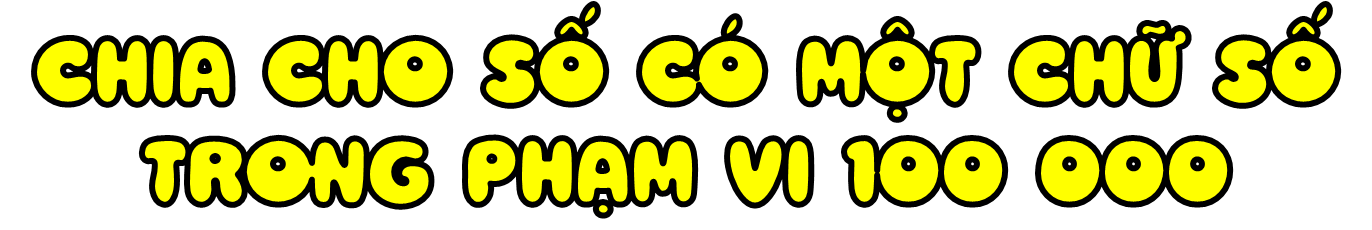 CHIA CHO SỐ CÓ MỘT CHỮ SỐ
TRONG PHẠM VI 100 000